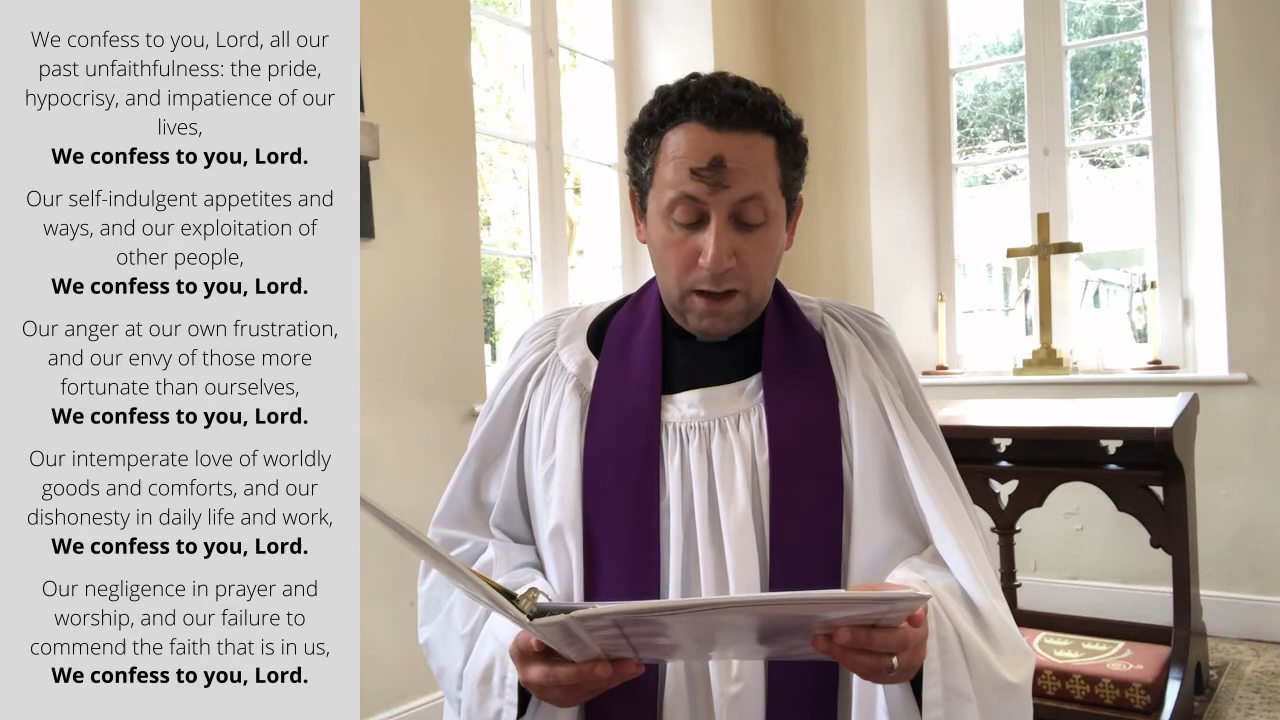 We confess to you, Lord, all our
past unfaithfulness: the pride,
hypocrisy, and impatience of our
lives,
We confess to you, Lord.
Our self-indulgent appetites and
ways, and our exploitation of
other people,
We confess to you, Lord.
Our anger at our own frustration,
and our envy of those more
fortunate than ourselves,
We confess to you, Lord.
Our intemperate love of worldly
goods and comforts, and our
dishonesty in daily life and work,
We confess to you, Lord.
Our negligence in prayer and
worship, and our failure to
commend the faith that is in us,
We confess to you, Lord.